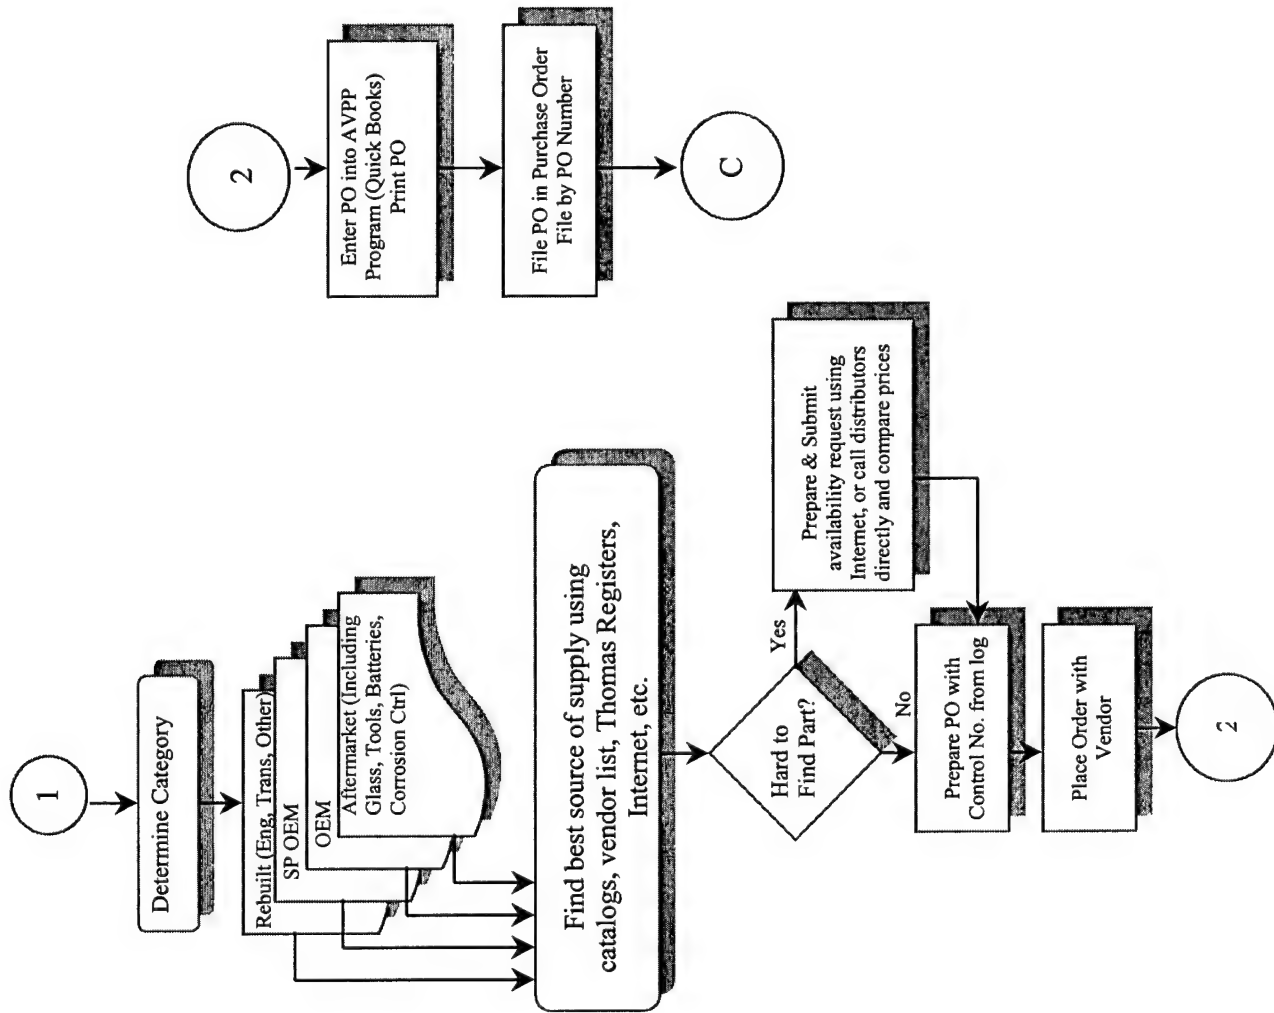 1
Determine Category
Rebuilt (Eng, Trans, Other)
SP OEM
OEM
Aftermarket (Including
Glass, Tools, Batteries,
Corrosion Ctrl)
Find best source of supply using
catalogs, vendor list, Thomas Registers,
Internet, etc.
Hard to
Find Part?
Yes
No
Prepare & Submit
availability request using
Internet, or call distributors
directly and compare prices
Prepare PO with
Control No. from log
Place Order with
Vendor
2
2
Enter PO into AVPP
Program (Quick Books)
Print PO
File PO in Purchase Order
File by PO Number
C